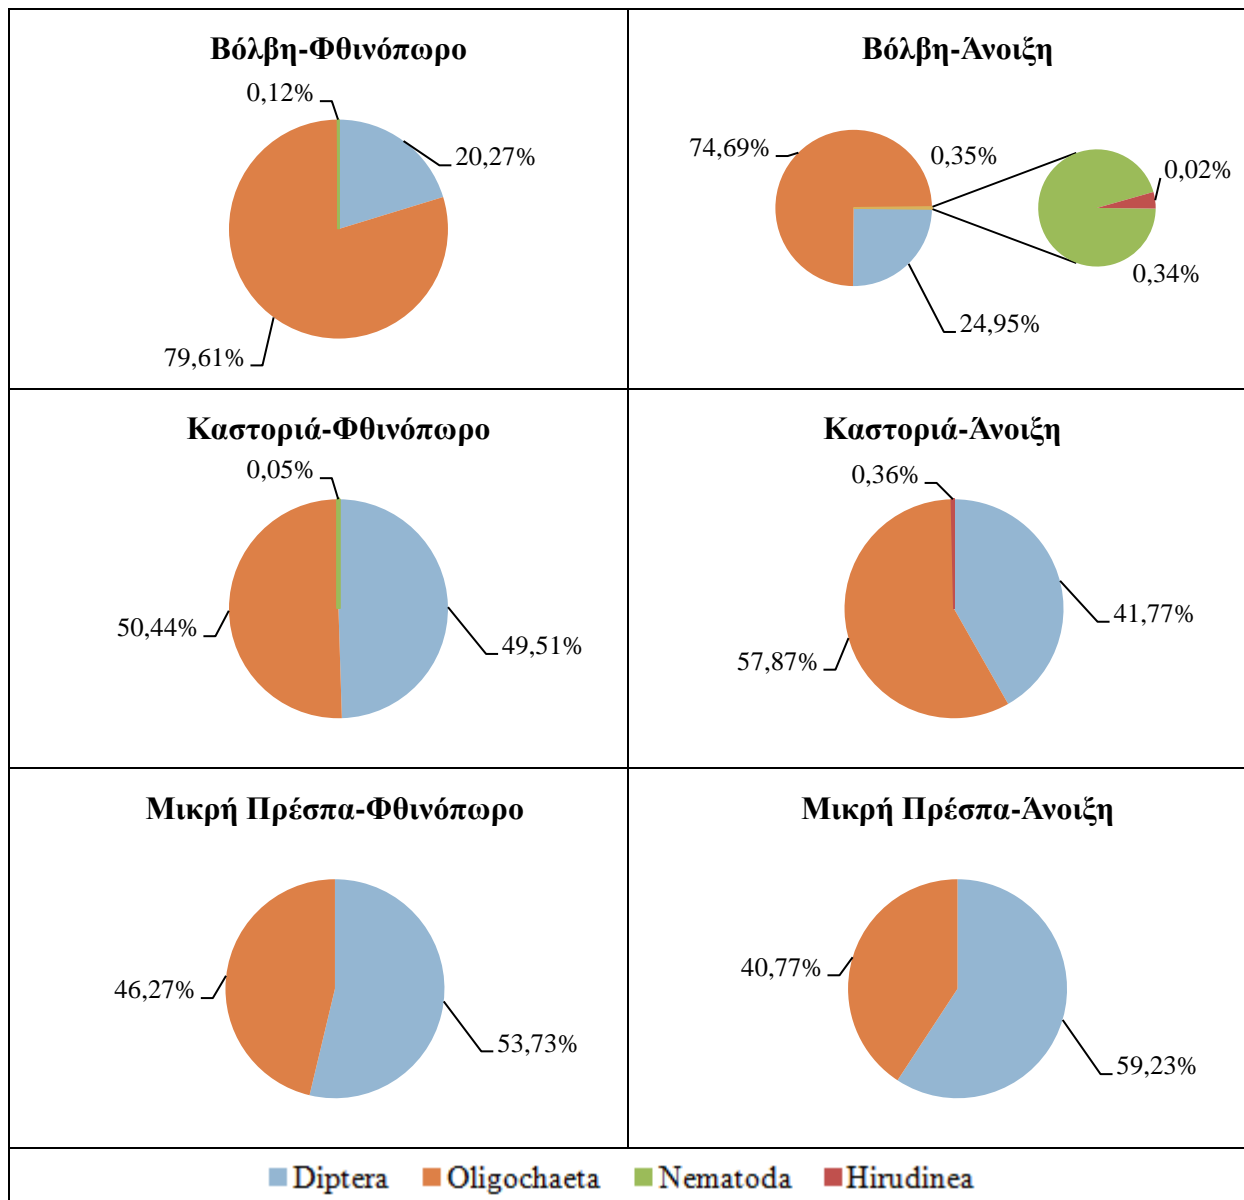 Βόλβη-Φθινόπωρο
0,12%
20,27%
79,61%
Βόλβη-Άνοιξη
74,69%
0,35%
0,02%
0,34%
24,95%
Καστοριά-Φθινόπωρο
0,05%
50,44%
49,51%
Καστοριά-Άνοιξη
0,36%
41,77%
57,87%
Μικρή Πρέσπα-Φθινόπωρο
46,27%
53,73%
Μικρή Πρέσπα-Άνοιξη
40,77%
59,23%
Diptera Oligochaeta Nematoda Hirudinea